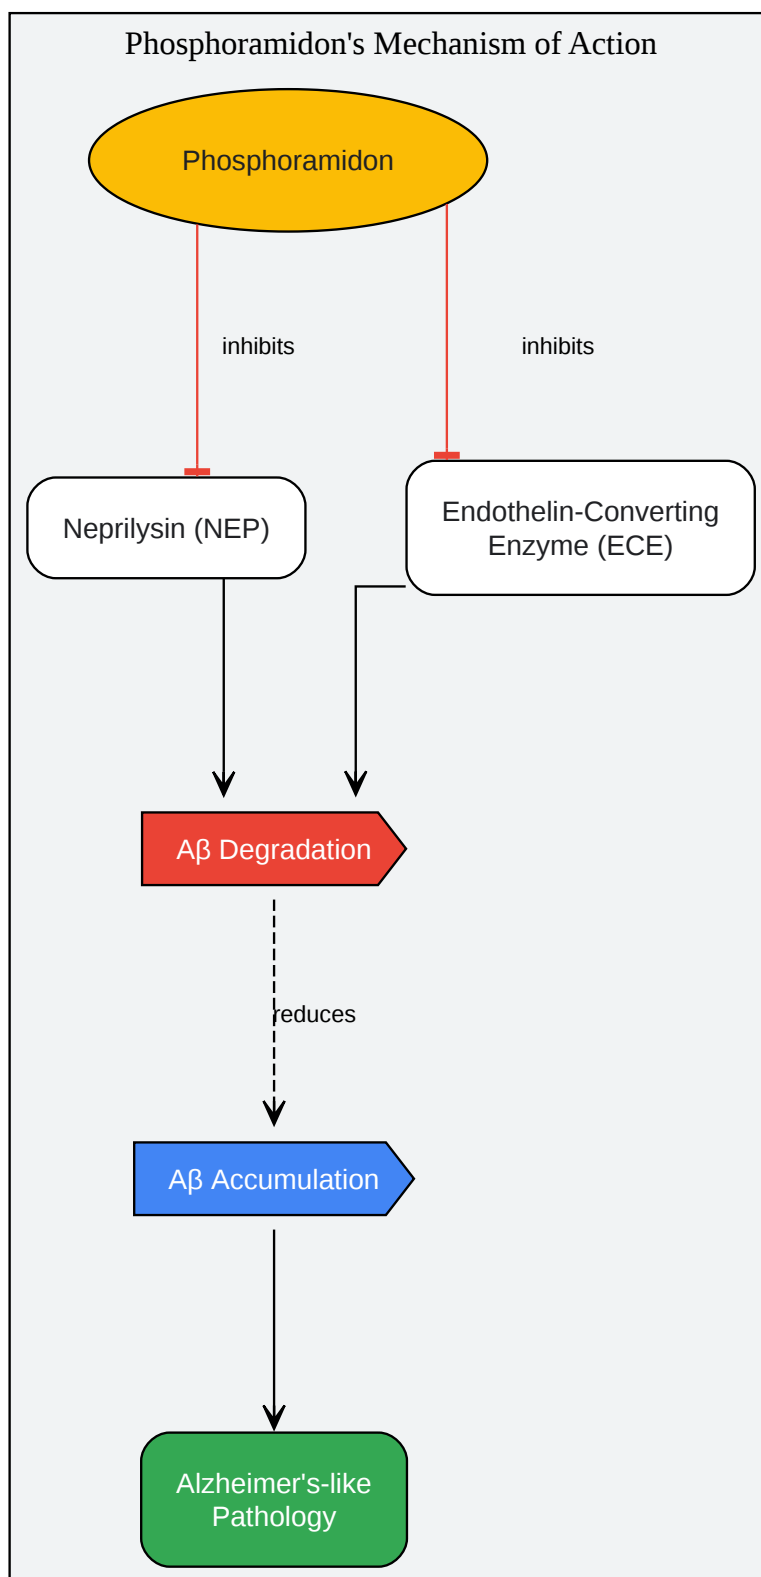 Phosphoramidon's Mechanism of Action
Phosphoramidon
inhibits
inhibits
Neprilysin (NEP)
Endothelin-Converting
Enzyme (ECE)
Aβ Degradation
reduces
Aβ Accumulation
Alzheimer's-like
Pathology